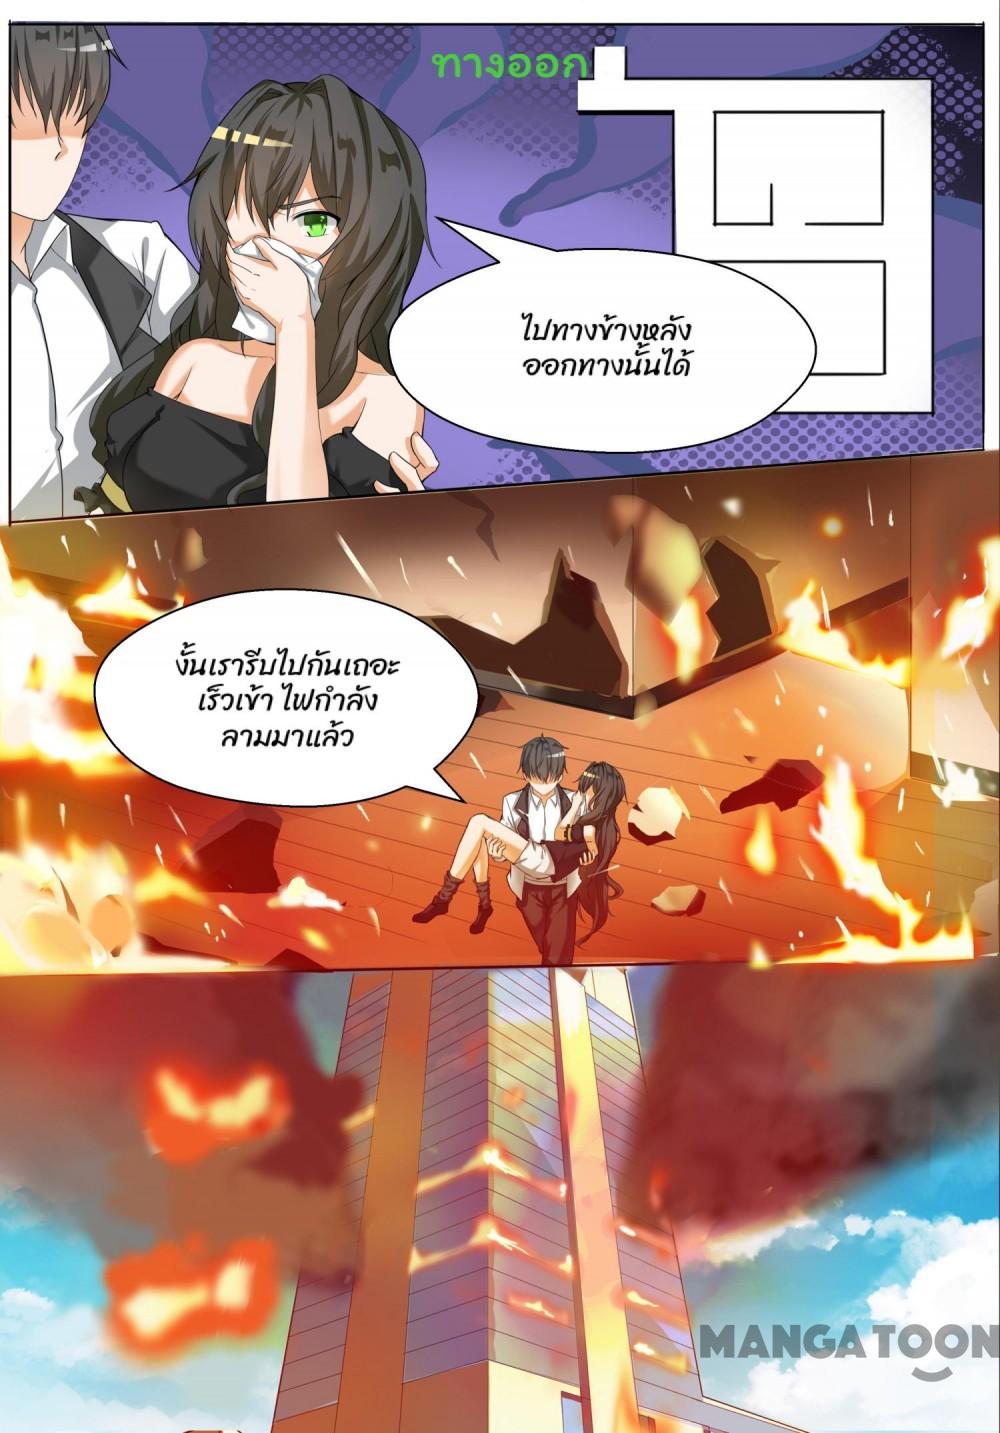 ทางออก
ไปทางข้างหลัง
ออกทางนั้นได้
งั้นเรารีบไปกันเถอะ
เร็วเข้า ไฟกำลัง
ลามมาแล้ว
MANGATOON